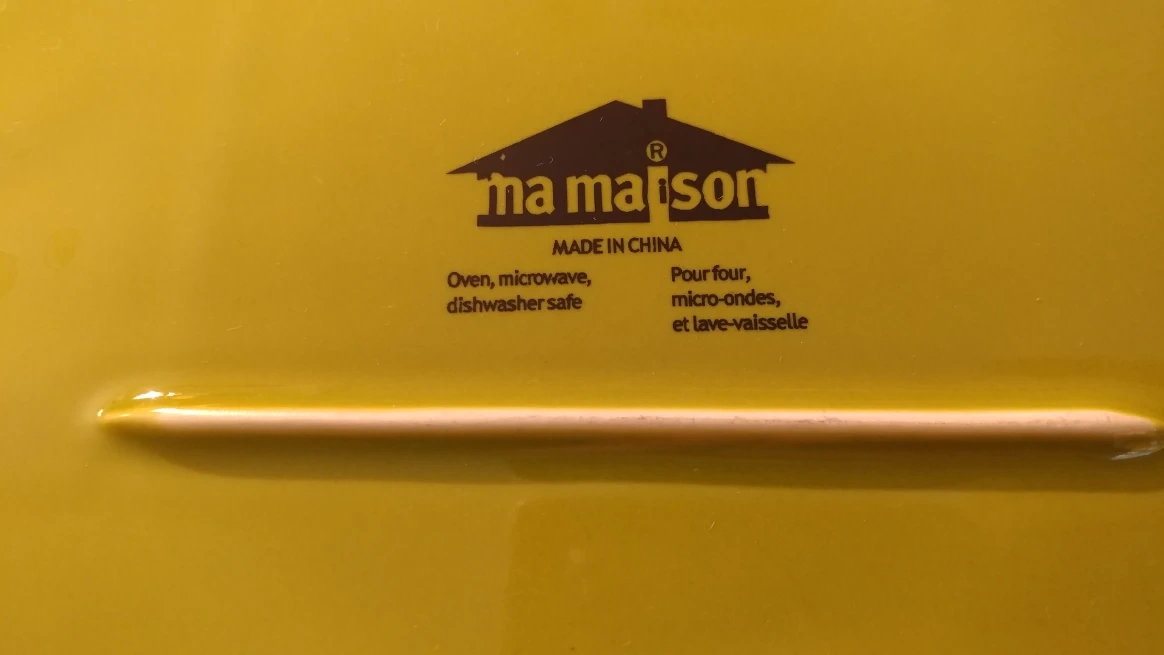 ®
ma maison
MADE IN CHINA
Oven, microwave,
dishwasher safe
Pour four,
micro-ondes,
et lave-vaisselle